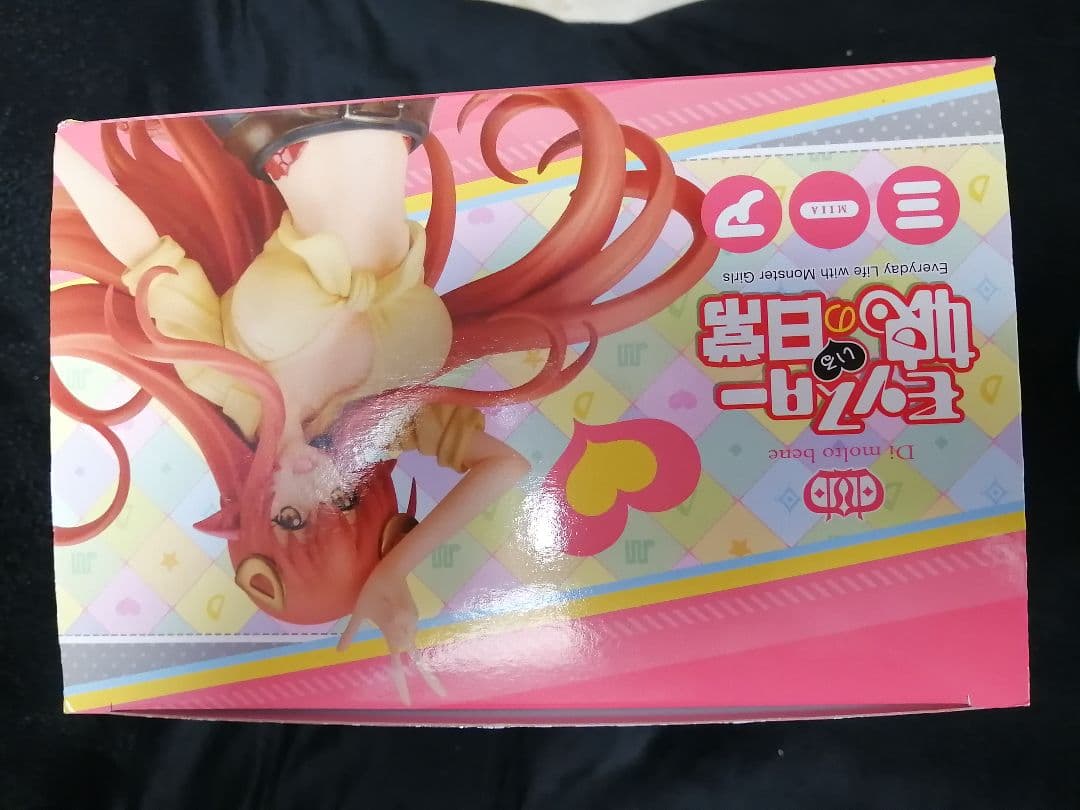 Di molto bene
モンスター
娘のいる日常
Everyday Life with Monster Girls
ミーア
MIIA